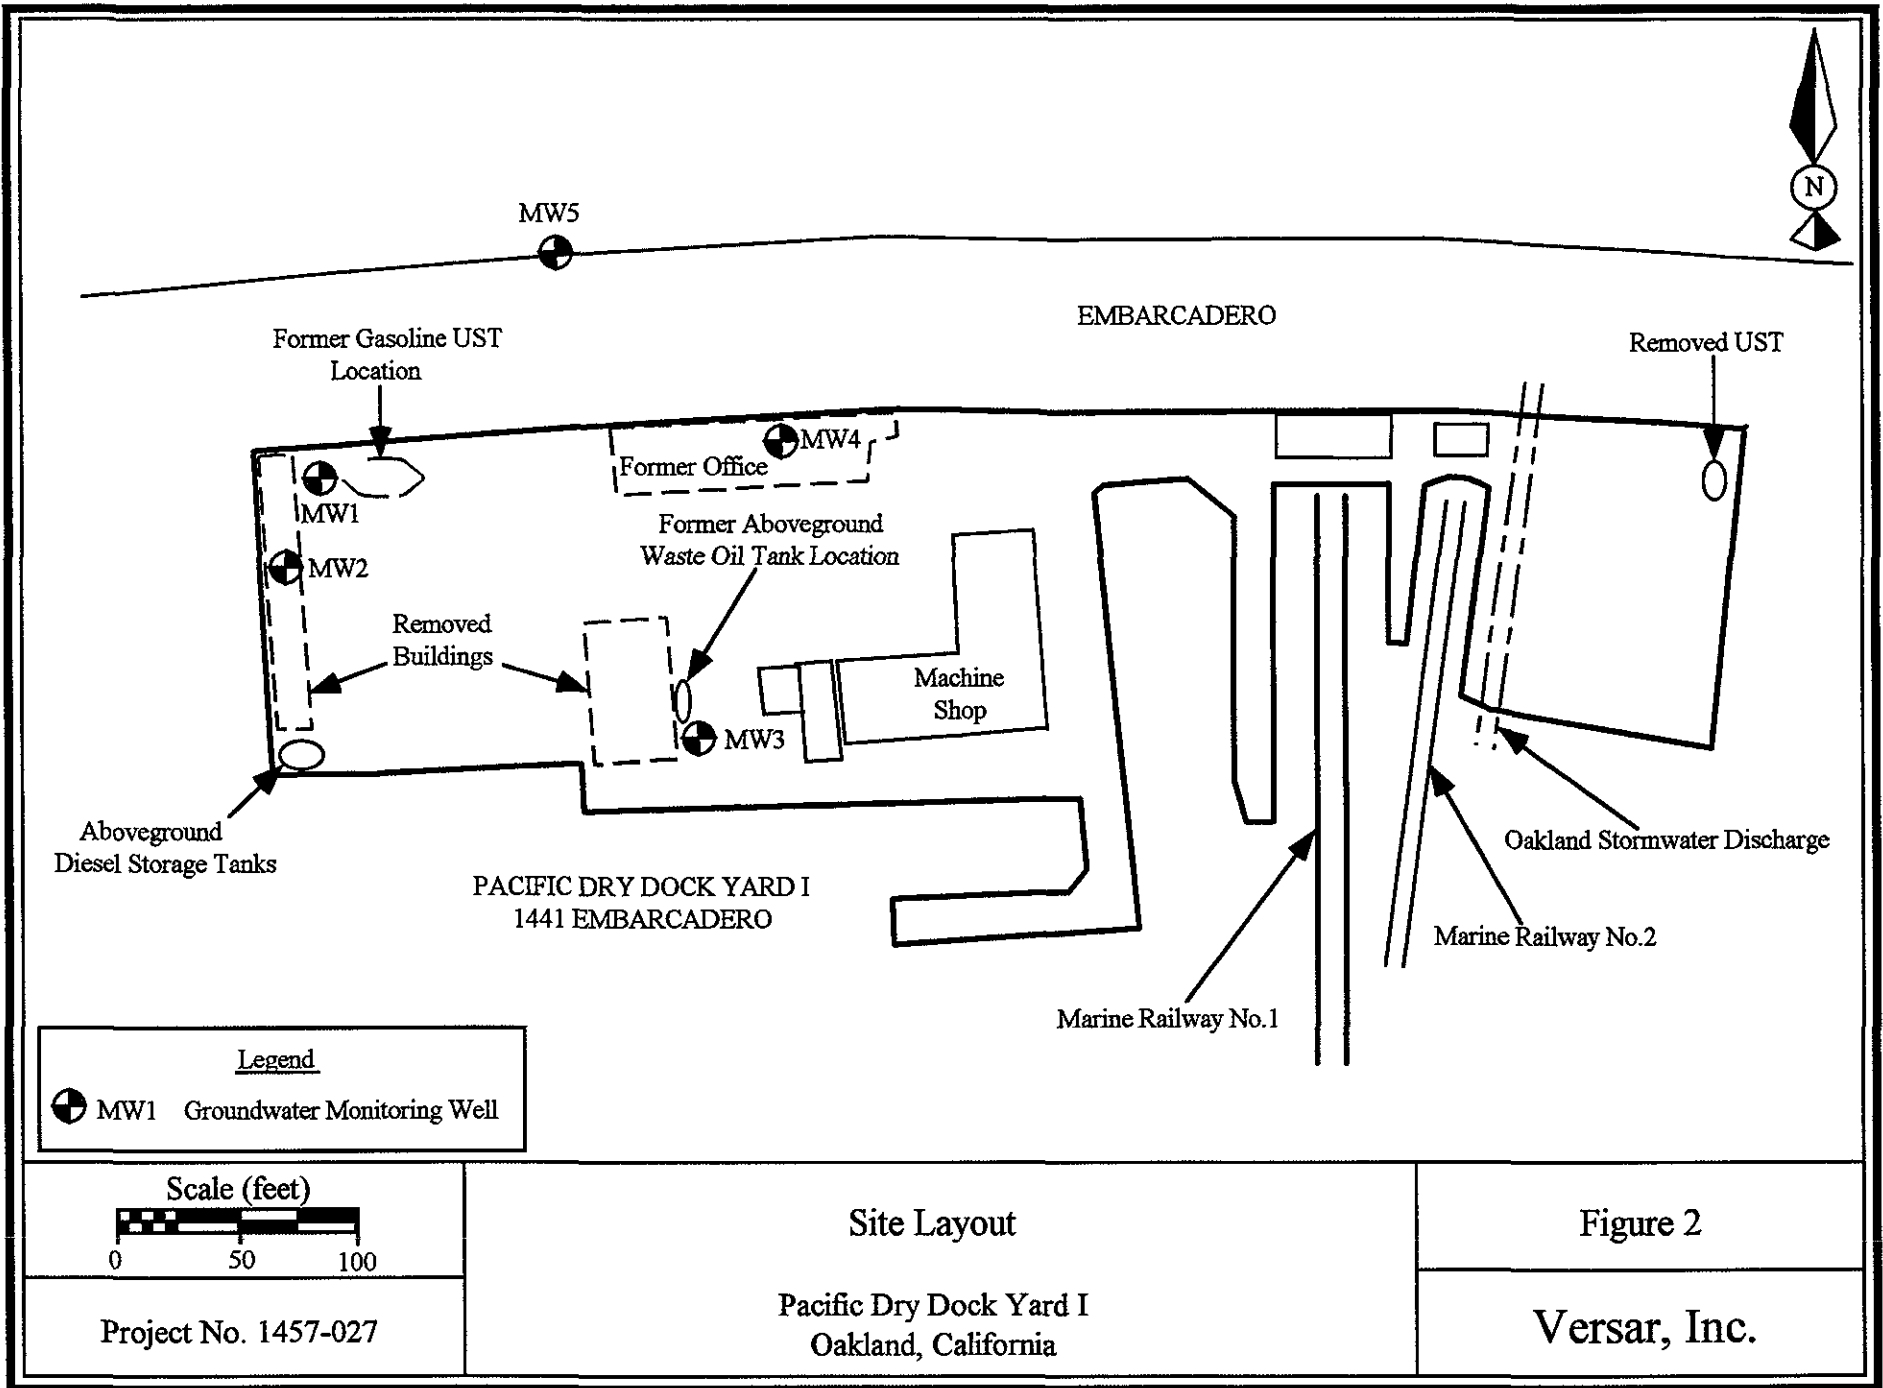 N
MW5
EMBARCADERO
Former Gasoline UST
Location
Removed UST
MW4
Former Office
MW1
Former Aboveground
Waste Oil Tank Location
MW2
Removed
Buildings
Machine
Shop
MW3
Aboveground
Diesel Storage Tanks
Oakland Stormwater Discharge
PACIFIC DRY DOCK YARD I
1441 EMBARCADERO
Marine Railway No.2
Marine Railway No.1
Legend
MW1 Groundwater Monitoring Well
Scale (feet)
0 50 100
Project No. 1457-027
Site Layout
Pacific Dry Dock Yard I
Oakland, California
Figure 2
Versar, Inc.